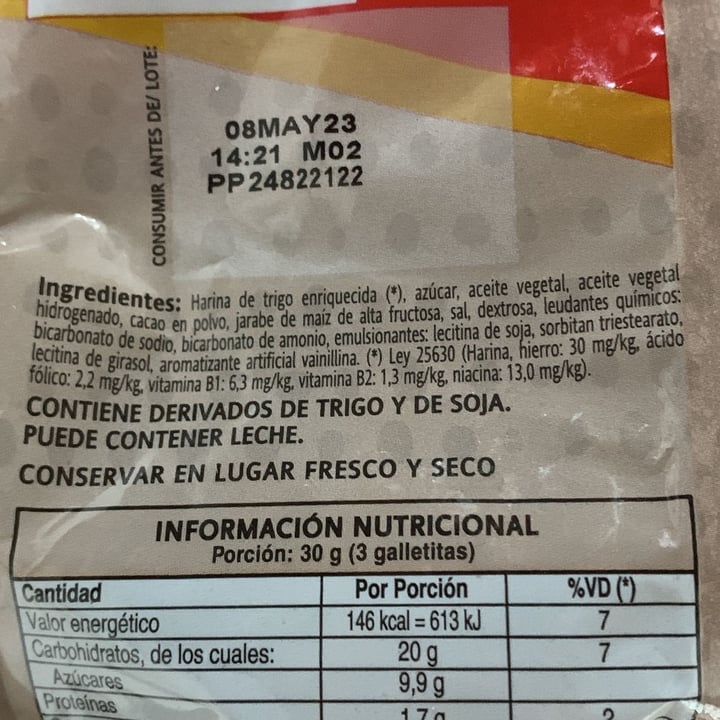 CONSUMIR ANTES DE/ LOTE:
08MAY23
14:21 M02
PP24822122
Ingredientes: Harina de trigo enriquecida (*), azúcar, aceite vegetal, aceite vegetal
hidrogenado, cacao en polvo, jarabe de maíz de alta fructosa, sal, dextrosa, leudantes químicos:
bicarbonato de sodio, bicarbonato de amonio, emulsionantes: lecitina de soja, sorbitan triestearato,
lecitina de girasol, aromatizante artificial vainillina. (*) Ley 25630 (Harina, hierro: 30 mg/kg, ácido
fólico: 2,2 mg/kg, vitamina B1: 6,3 mg/kg, vitamina B2: 1,3 mg/kg, niacina: 13,0 mg/kg).
CONTIENE DERIVADOS DE TRIGO Y DE SOJA.
PUEDE CONTENER LECHE.
CONSERVAR EN LUGAR FRESCO Y SECO
INFORMACIÓN NUTRICIONAL
Porción: 30 g (3 galletitas)
Cantidad Por Porción %VD (*)
Valor energético 146 kcal = 613 kJ 7
Carbohidratos, de los cuales: 20 g 7
Azúcares 9,9 g
Proteínas 1,7 g 2